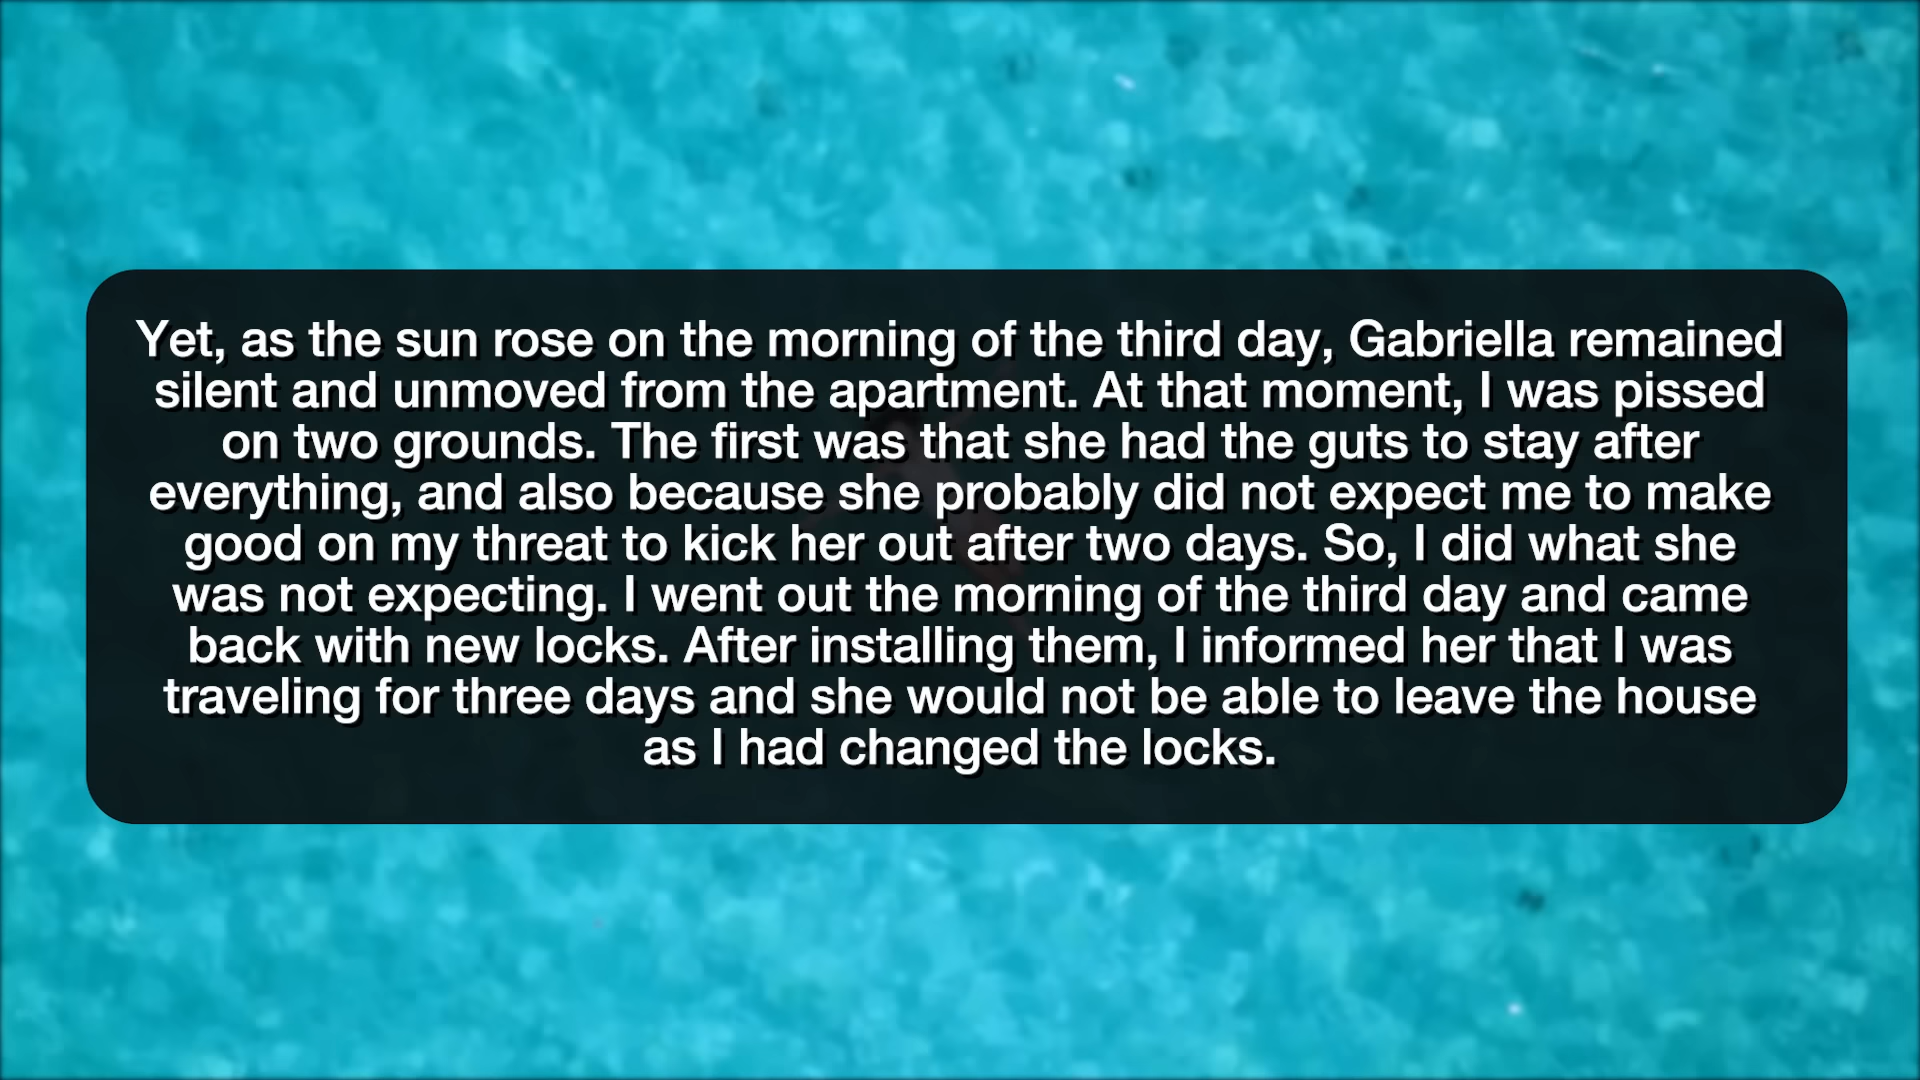 Yet, as the sun rose on the morning of the third day, Gabriella remained
silent and unmoved from the apartment. At that moment, I was pissed
on two grounds. The first was that she had the guts to stay after
everything, and also because she probably did not expect me to make
good on my threat to kick her out after two days. So, I did what she
was not expecting. I went out the morning of the third day and came
back with new locks. After installing them, I informed her that I was
traveling for three days and she would not be able to leave the house
as I had changed the locks.